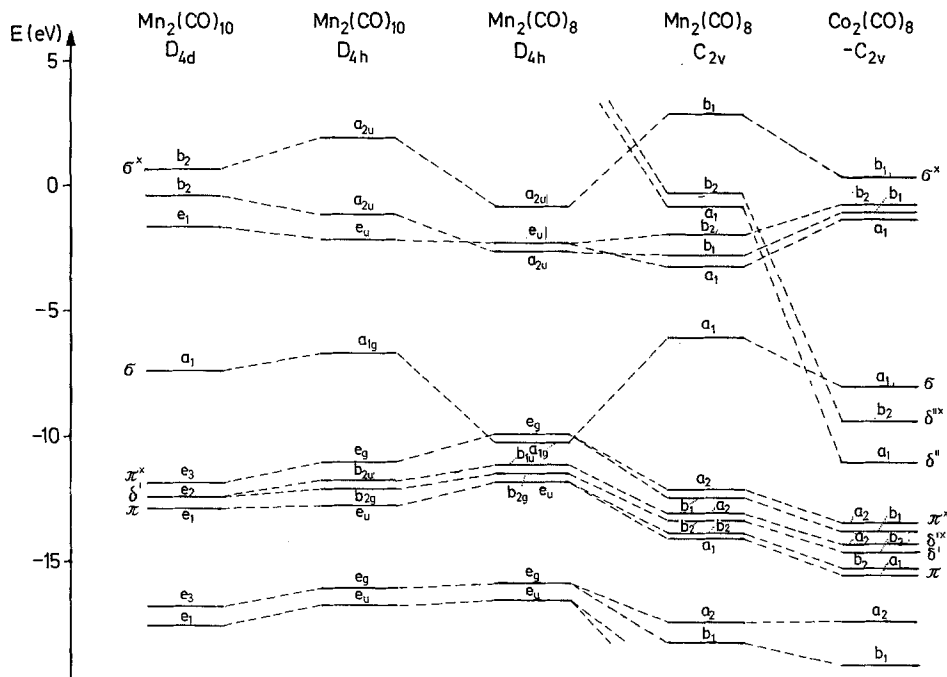 Mn₂(CO)₁₀ Mn₂(CO)₁₀ Mn₂(CO)₈ Mn₂(CO)₈ Co₂(CO)₈
E(eV) D₄d D₄h D₄h C₂v -C₂v
5
b₁
a₂u
σˣ b₂ b₁ σˣ
0 b₂ a₂u a₂u b₂ b₂ b₁
e₁ a₁
eu eu b₂ a₁
a₂u b₁
a₁
-5
a₁
σ a₁ a₁g a₁ σ
b₂ δ"ˣ
-10 eg
eg b₁u a₁g a₁ δ"
πˣ e₃ b₂u a₂
δ' e₂ b₂g b₂g eu b₁ a₂ a₂ b₁ πˣ
π e₁ eu b₂ b₂ a₂ b₂ δ'ˣ
δ'
a₁ b₂ a₁ π
-15
eg
e₃ eg eu
e₁ eu a₂ a₂
b₁
b₁